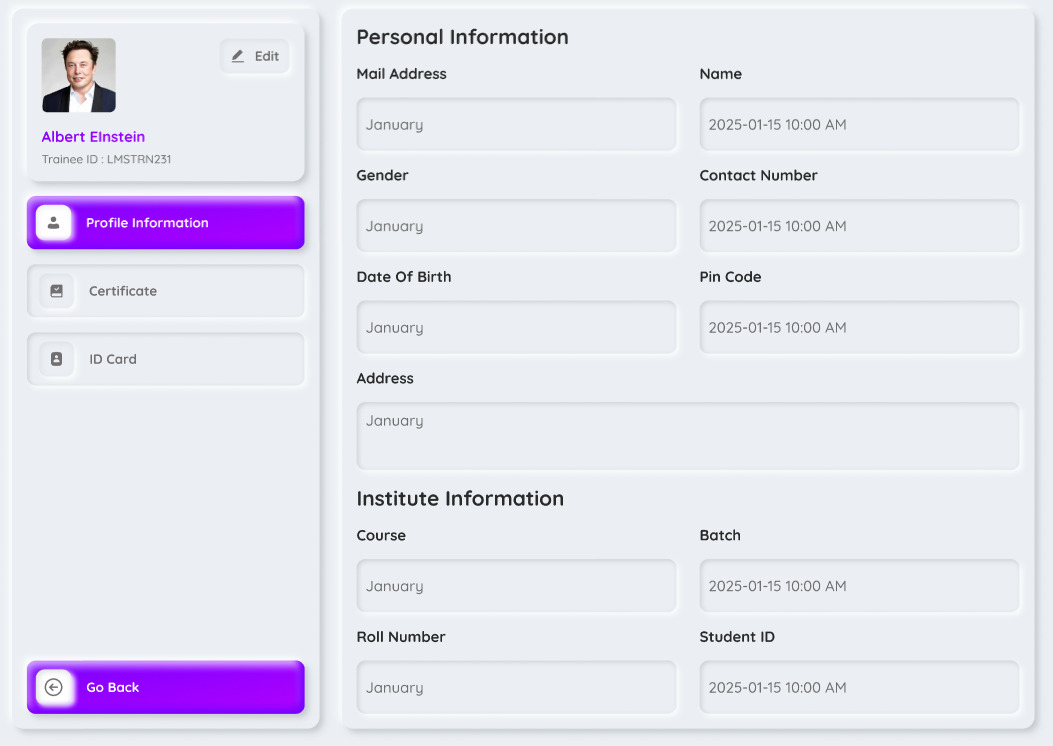 Edit
Albert EInstein
Trainee ID : LMSTRN231
Profile Information
Certificate
ID Card
Go Back
Personal Information
Mail Address
Name
January
2025-01-15 10:00 AM
Gender
Contact Number
January
2025-01-15 10:00 AM
Date Of Birth
Pin Code
January
2025-01-15 10:00 AM
Address
January
Institute Information
Course
Batch
January
2025-01-15 10:00 AM
Roll Number
Student ID
January
2025-01-15 10:00 AM